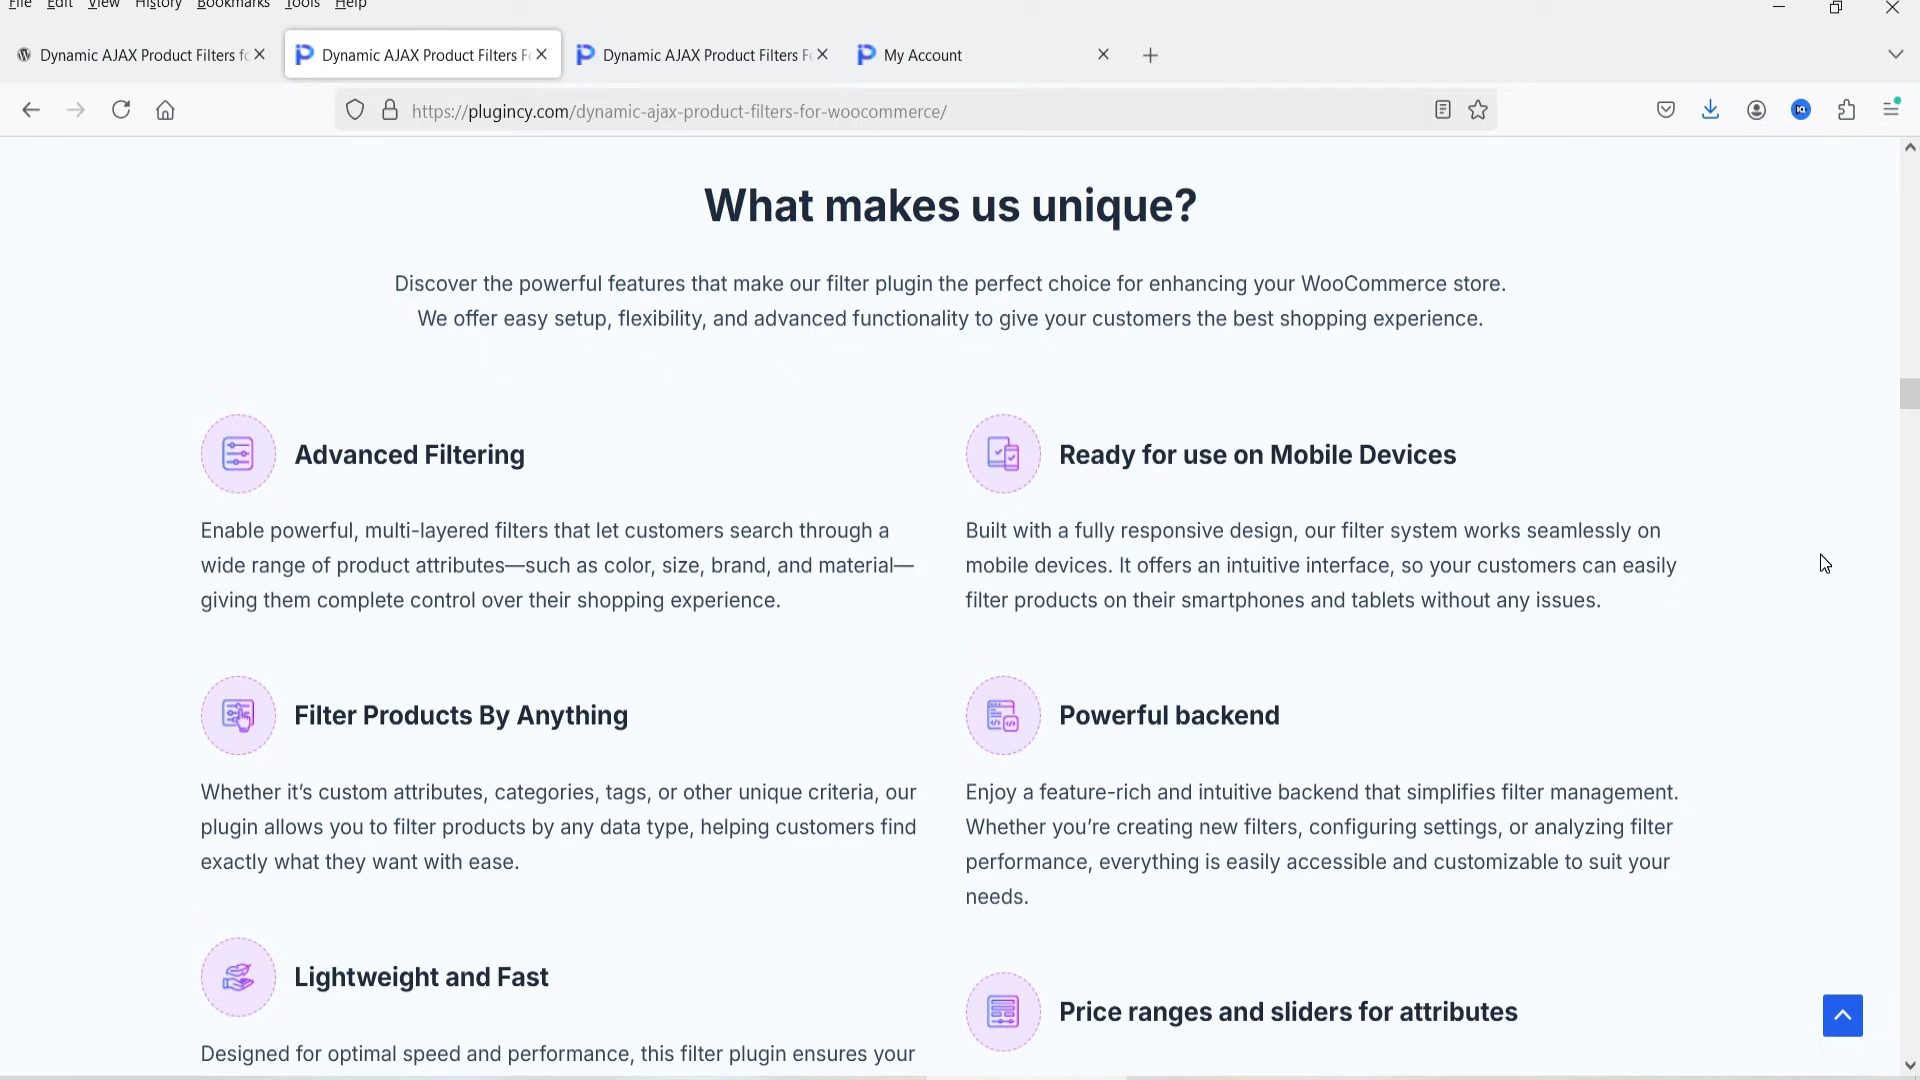 File Edit View History Bookmarks Tools Help
Dynamic AJAX Product Filters fo
Dynamic AJAX Product Filters Fo
Dynamic AJAX Product Filters Fo
My Account
https://plugincy.com/dynamic-ajax-product-filters-for-woocommerce/
What makes us unique?
Discover the powerful features that make our filter plugin the perfect choice for enhancing your WooCommerce store.
We offer easy setup, flexibility, and advanced functionality to give your customers the best shopping experience.
Advanced Filtering
Enable powerful, multi-layered filters that let customers search through a
wide range of product attributes—such as color, size, brand, and material—
giving them complete control over their shopping experience.
Ready for use on Mobile Devices
Built with a fully responsive design, our filter system works seamlessly on
mobile devices. It offers an intuitive interface, so your customers can easily
filter products on their smartphones and tablets without any issues.
Filter Products By Anything
Whether it’s custom attributes, categories, tags, or other unique criteria, our
plugin allows you to filter products by any data type, helping customers find
exactly what they want with ease.
Powerful backend
Enjoy a feature-rich and intuitive backend that simplifies filter management.
Whether you’re creating new filters, configuring settings, or analyzing filter
performance, everything is easily accessible and customizable to suit your
needs.
Lightweight and Fast
Designed for optimal speed and performance, this filter plugin ensures your
Price ranges and sliders for attributes